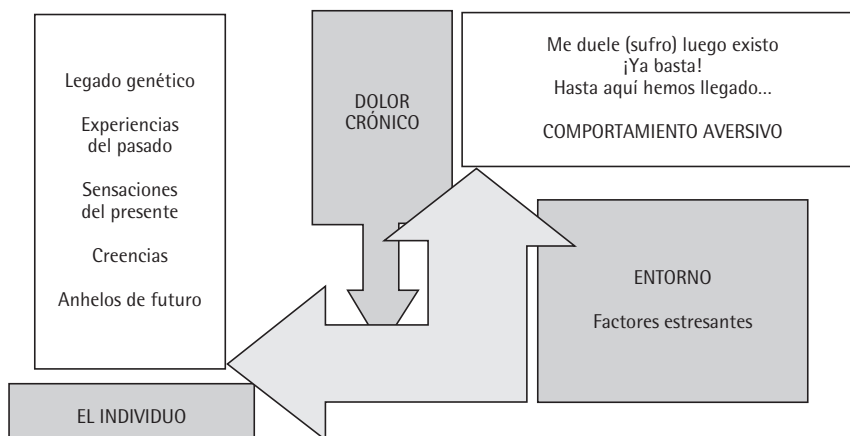 Legado genético
Experiencias
del pasado
Sensaciones
del presente
Creencias
Anhelos de futuro
EL INDIVIDUO
DOLOR
CRÓNICO
Me duele (sufro) luego existo
¡Ya basta!
Hasta aquí hemos llegado...
COMPORTAMIENTO AVERSIVO
ENTORNO
Factores estresantes